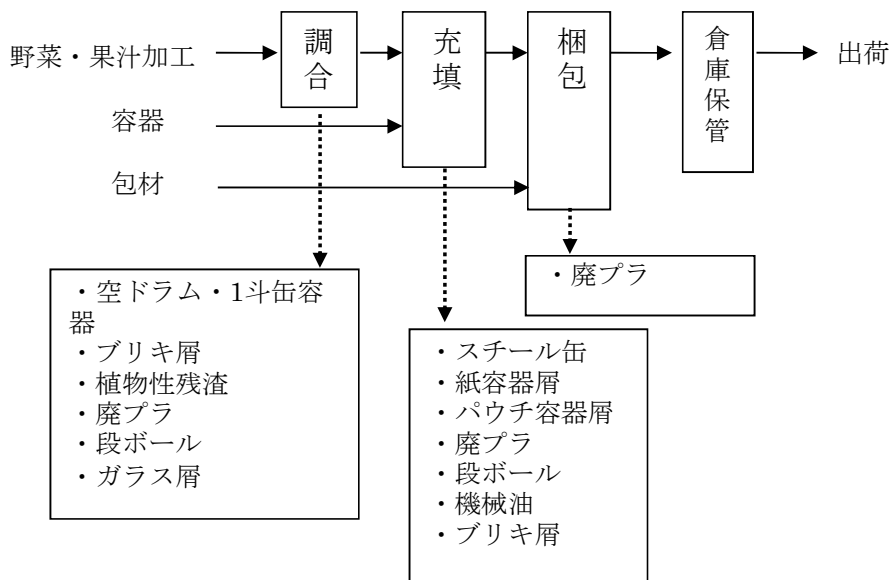 野菜・果汁加工
調合
充填
梱包
倉庫保管
出荷
容器
包材
・空ドラム・1斗缶容
器
・ブリキ屑
・植物性残渣
・廃プラ
・段ボール
・ガラス屑
・スチール缶
・紙容器屑
・パウチ容器屑
・廃プラ
・段ボール
・機械油
・ブリキ屑
・廃プラ